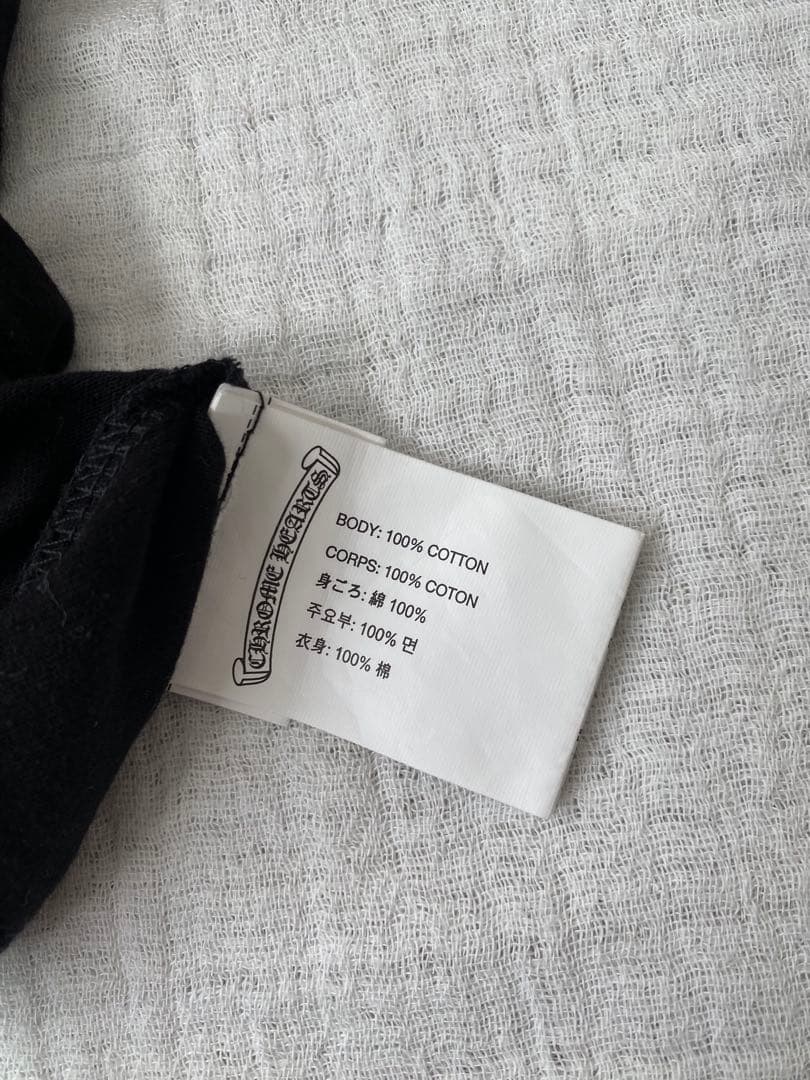 CHROME HEARTS
BODY: 100% COTTON
CORPS: 100% COTON
身ごろ: 綿 100%
주요부: 100% 면
衣身: 100% 棉